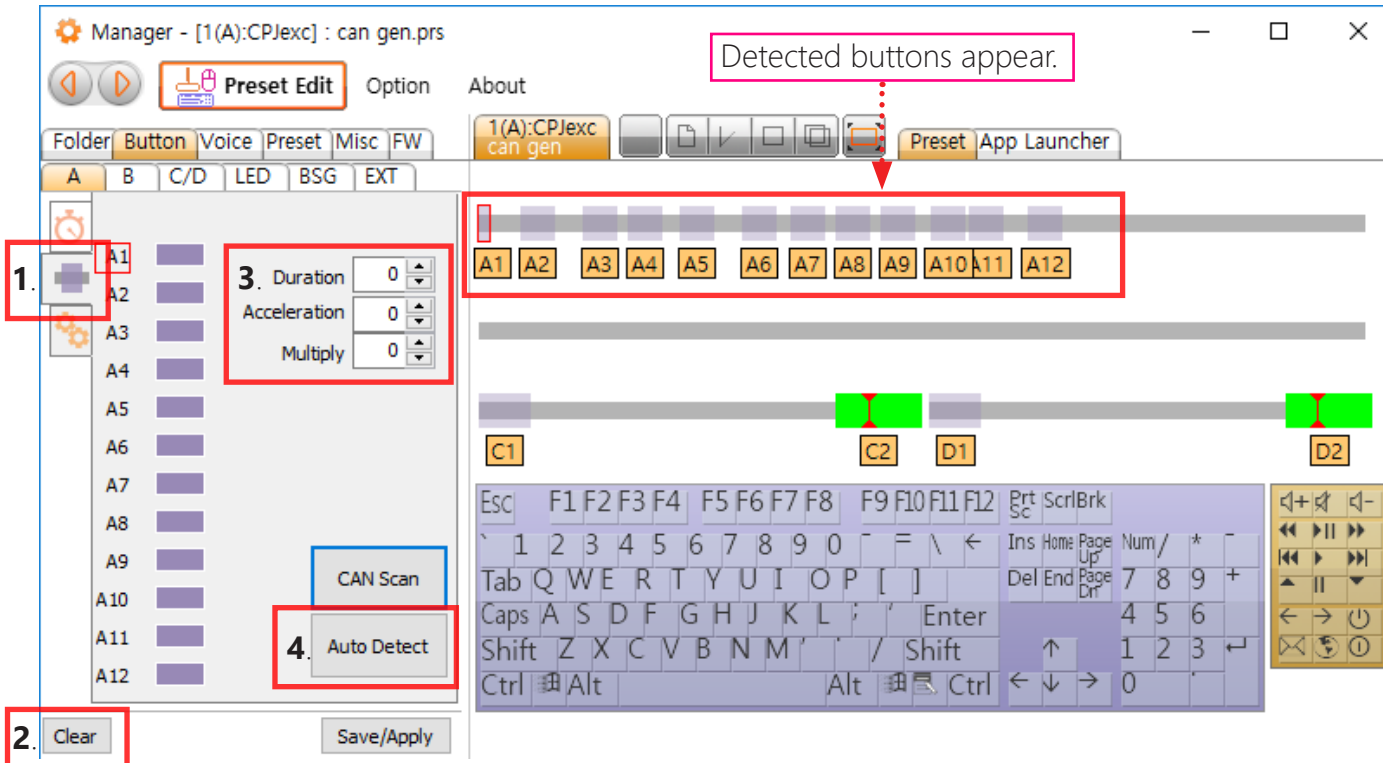 Manager - [1(A):CPJexc] : can gen.prs
Detected buttons appear.
Preset Edit Option About
Folder Button Voice Preset Misc FW
1(A):CPJexc
can gen
Preset App Launcher
A B C/D LED BSG EXT
1.
A1
A2
A3
A4
A5
A6
A7
A8
A9
A10
A11
A12
3. Duration 0
Acceleration 0
Multiply 0
CAN Scan
4. Auto Detect
2. Clear
Save/Apply
A1 A2 A3 A4 A5 A6 A7 A8 A9 A10 A11 A12
C1 C2 D1 D2
Esc F1 F2 F3 F4 F5 F6 F7 F8 F9 F10 F11 F12 Prt Sc Scrl Brk
` 1 2 3 4 5 6 7 8 9 0 - = \ ← Ins Home Page Up Num / * -
Tab Q W E R T Y U I O P [ ] Del End Page Dn 7 8 9 +
Caps A S D F G H J K L ; ' Enter 4 5 6
Shift Z X C V B N M / Shift ↑ 1 2 3 ↵
Ctrl Alt Alt Ctrl ← ↓ → 0 .